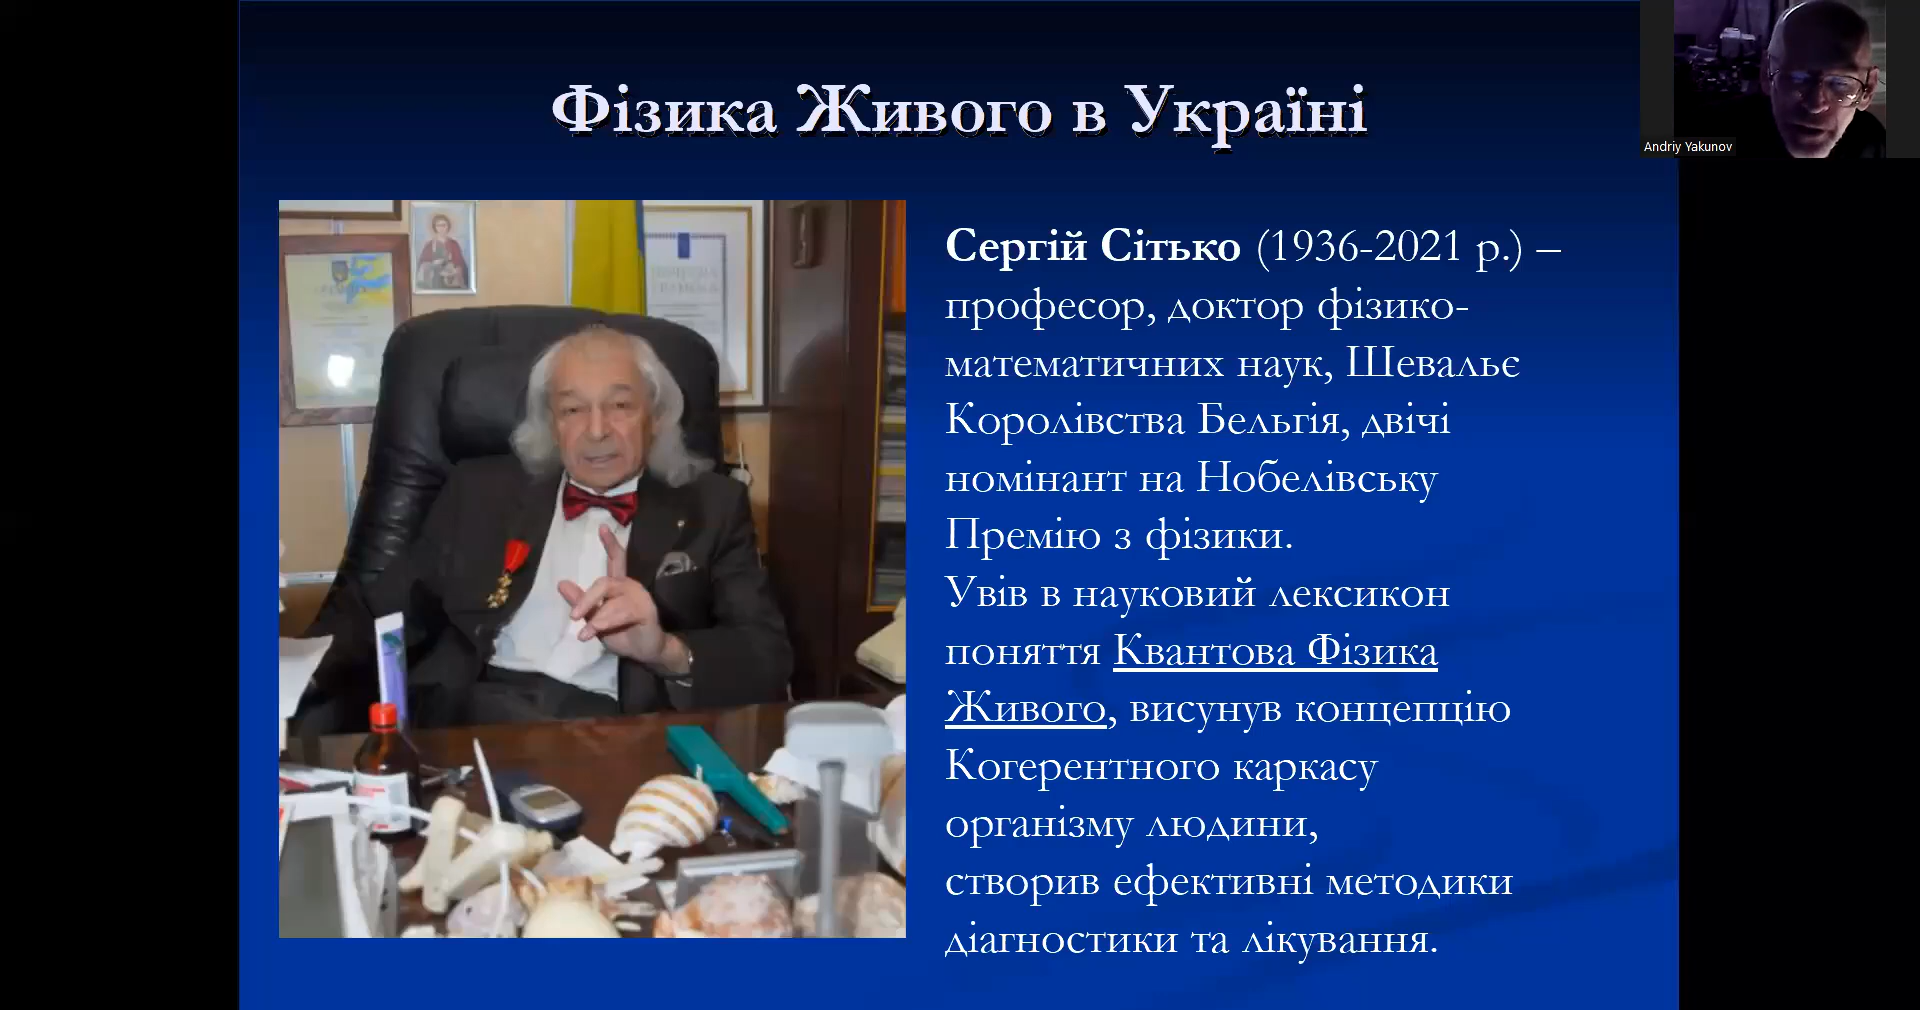 Фізика Живого в Україні
Andriy Yakunov
Сергій Сітько (1936-2021 р.) –
професор, доктор фізико-
математичних наук, Шевальє
Королівства Бельгія, двічі
номінант на Нобелівську
Премію з фізики.
Увів в науковий лексикон
поняття Квантова Фізика
Живого, висунув концепцію
Когерентного каркасу
організму людини,
створив ефективні методики
діагностики та лікування.